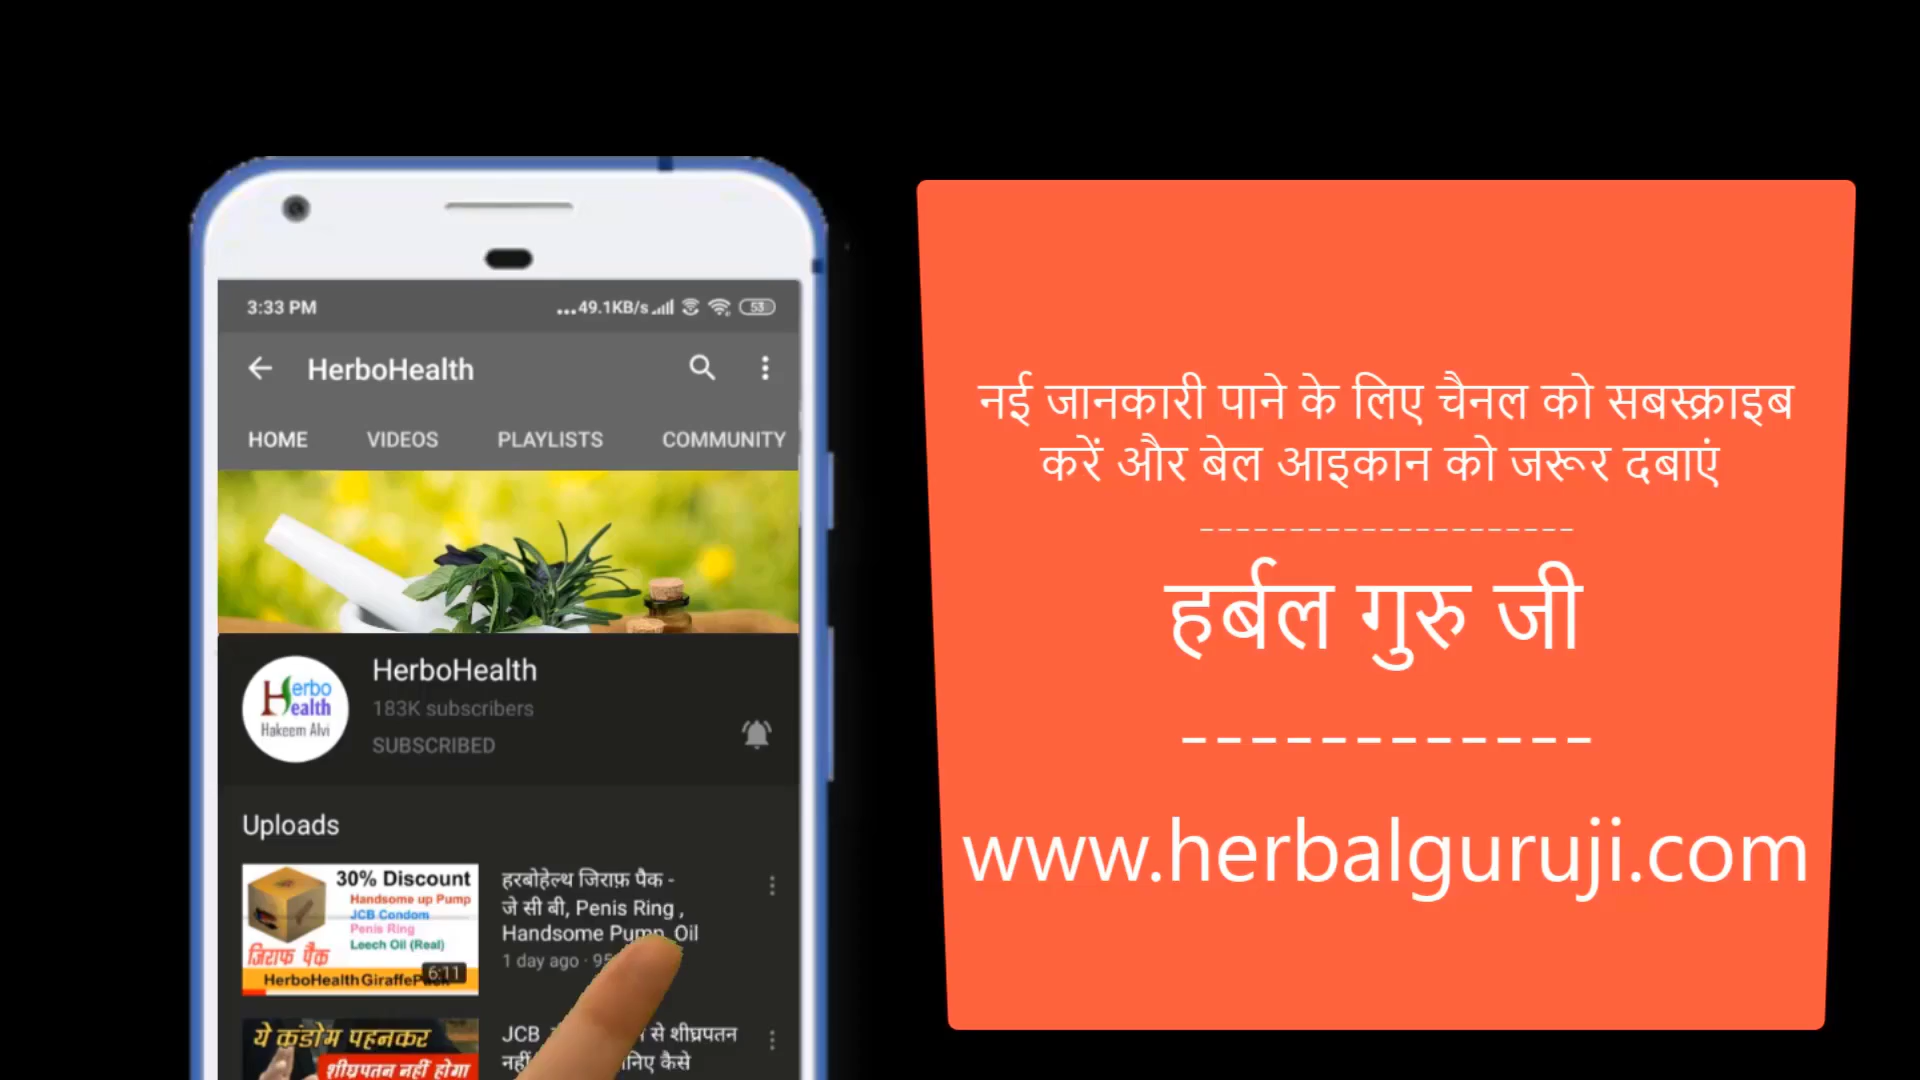 3:33 PM
...49.1KB/s
53
HerboHealth
HOME VIDEOS PLAYLISTS COMMUNITY
Herbo
Health
Hakeem Alvi
HerboHealth
183K subscribers
SUBSCRIBED
Uploads
30% Discount
Handsome up Pump
JCB Condom
Penis Ring
Leech Oil (Real)
जिराफ पैक
6:11
HerboHealth
हरबोहेल्थ जिराफ़ पैक -
जे सी बी, Penis Ring ,
Handsome Pump, Oil
1 day ago ·
ये कंडोम पहनकर
शीघ्रपतन नहीं होगा
JCB से शीघ्रपतन
कैसे
नई जानकारी पाने के लिए चैनल को सबस्क्राइब
करें और बेल आइकान को जरूर दबाएं
---------------------
हर्बल गुरु जी
------------
www.herbalguruji.com